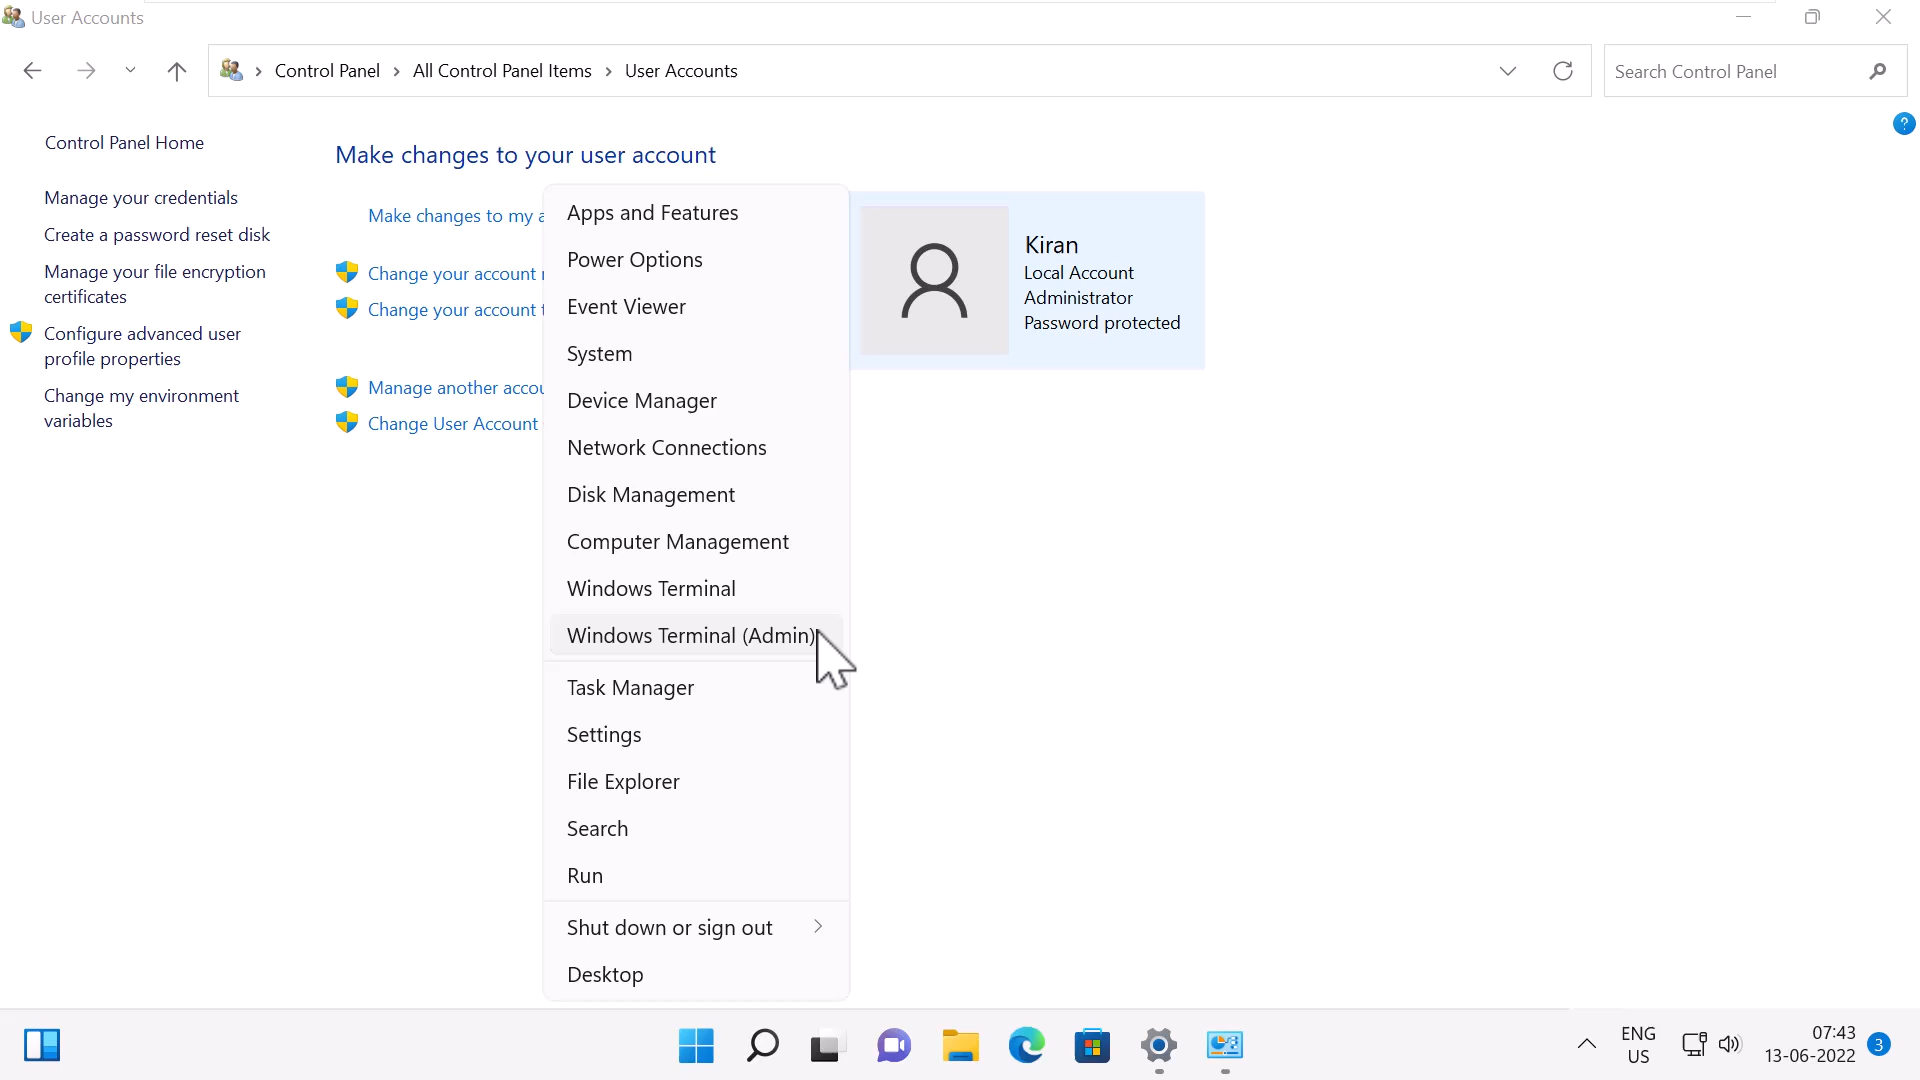 User Accounts
Control Panel
All Control Panel Items
User Accounts
Search Control Panel
?
Control Panel Home
Manage your credentials
Create a password reset disk
Manage your file encryption
certificates
Configure advanced user
profile properties
Change my environment
variables
Make changes to your user account
Make changes to my
Change your account
Change your account
Manage another
Change User Account
Kiran
Local Account
Administrator
Password protected
Apps and Features
Power Options
Event Viewer
System
Device Manager
Network Connections
Disk Management
Computer Management
Windows Terminal
Windows Terminal (Admin)
Task Manager
Settings
File Explorer
Search
Run
Shut down or sign out
Desktop
ENG
US
07:43
13-06-2022
3